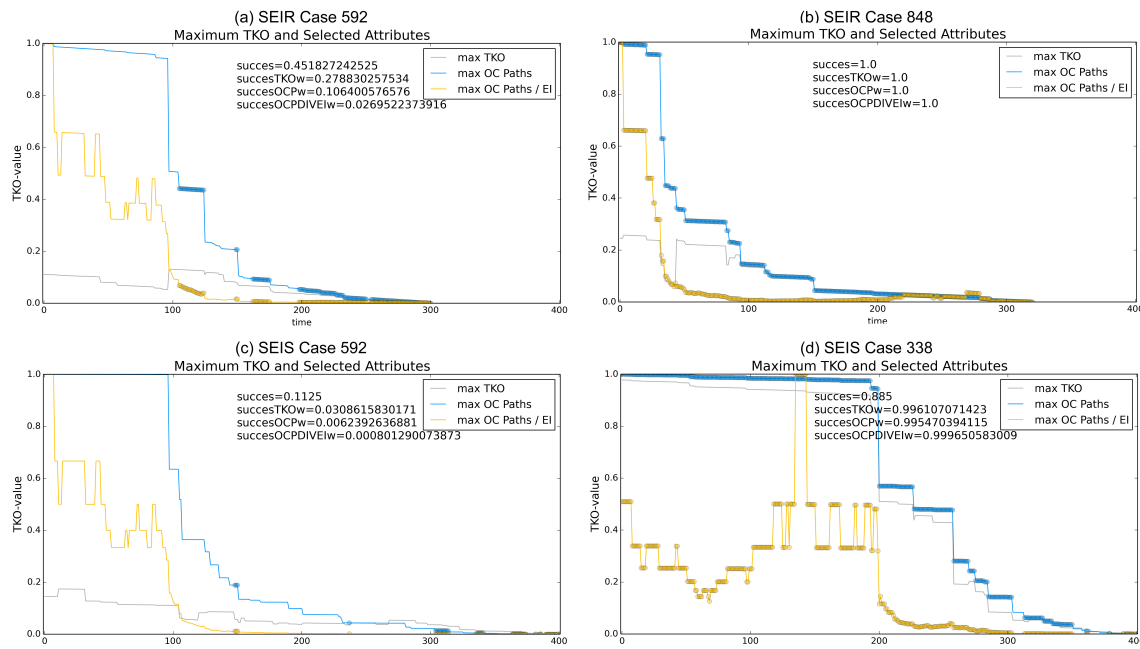 (a) SEIR Case 592
Maximum TKO and Selected Attributes
1.0
0.8
0.6
0.4
0.2
0.0
TKO-value
succes=0.451827242525
succesTKOw=0.278830257534
succesOCPw=0.106400576576
succesOCPDIVEIw=0.0269522373916
max TKO
max OC Paths
max OC Paths / EI
0
100
200
300
400
time
(b) SEIR Case 848
Maximum TKO and Selected Attributes
1.0
0.8
0.6
0.4
0.2
0.0
TKO-value
succes=1.0
succesTKOw=1.0
succesOCPw=1.0
succesOCPDIVEIw=1.0
max TKO
max OC Paths
max OC Paths / EI
0
100
200
300
400
time
(c) SEIS Case 592
Maximum TKO and Selected Attributes
1.0
0.8
0.6
0.4
0.2
0.0
TKO-value
succes=0.1125
succesTKOw=0.0308615830171
succesOCPw=0.0062392636881
succesOCPDIVEIw=0.000801290073873
max TKO
max OC Paths
max OC Paths / EI
0
100
200
300
400
time
(d) SEIS Case 338
Maximum TKO and Selected Attributes
1.0
0.8
0.6
0.4
0.2
0.0
TKO-value
succes=0.885
succesTKOw=0.996107071423
succesOCPw=0.995470394115
succesOCPDIVEIw=0.999650583009
max TKO
max OC Paths
max OC Paths / EI
0
100
200
300
400
time